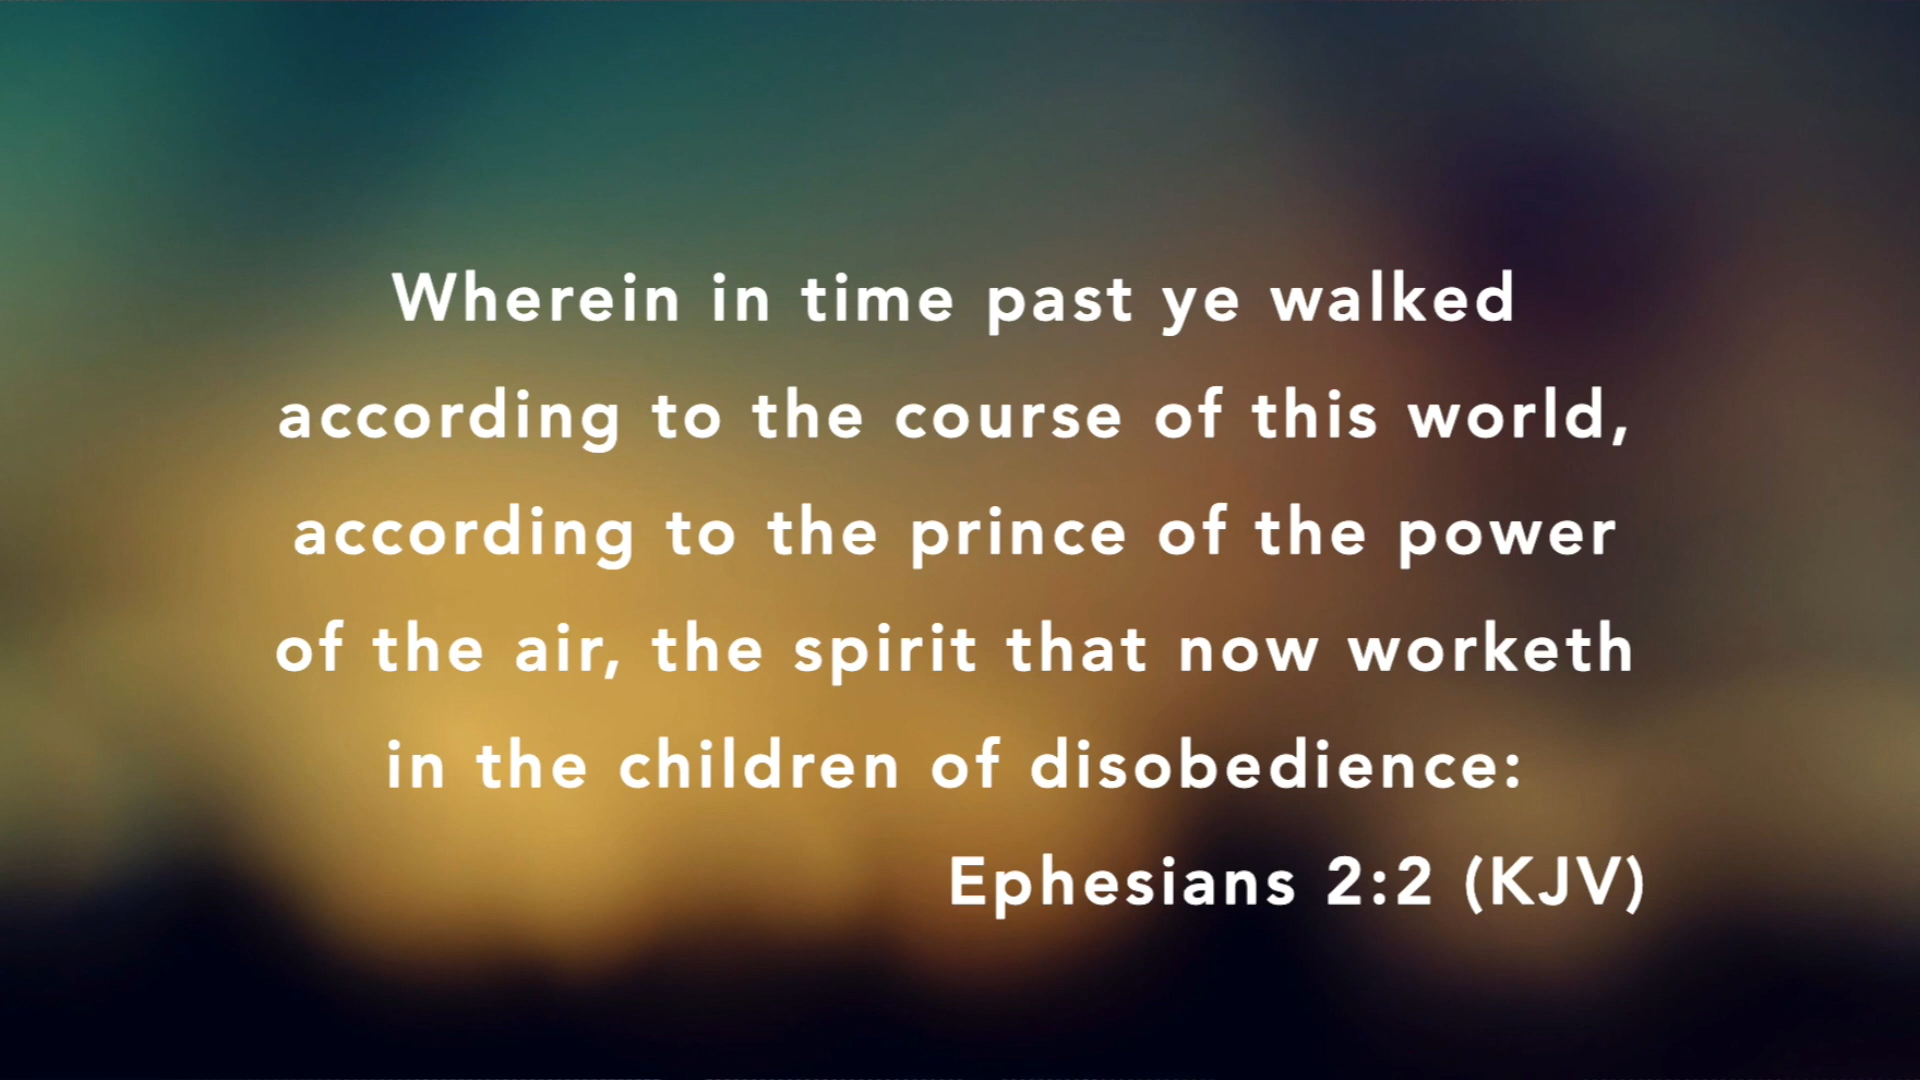 Wherein in time past ye walked
according to the course of this world,
according to the prince of the power
of the air, the spirit that now worketh
in the children of disobedience:
Ephesians 2:2 (KJV)